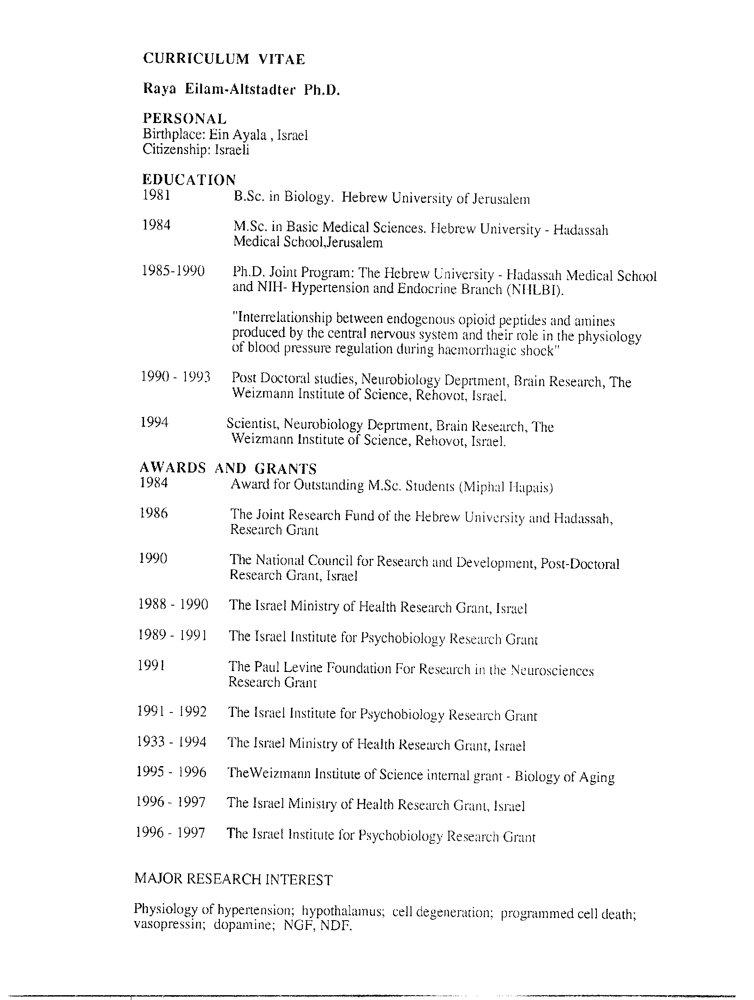 CURRICULUM VITAE
Raya Eilam-Altstadter Ph.D.
PERSONAL
Birthplace: Ein Ayala , Israel
Citizenship: Israeli
EDUCATION
1981 B.Sc. in Biology. Hebrew University of Jerusalem
1984 M.Sc. in Basic Medical Sciences. Hebrew University - Hadassah
Medical School,Jerusalem
1985-1990 Ph.D. Joint Program: The Hebrew University - Hadassah Medical School
and NIH- Hypertension and Endocrine Branch (NHLBI).
"Interrelationship between endogenous opioid peptides and amines
produced by the central nervous system and their role in the physiology
of blood pressure regulation during haemorrhagic shock"
1990 - 1993 Post Doctoral studies, Neurobiology Deprtment, Brain Research, The
Weizmann Institute of Science, Rehovot, Israel.
1994 Scientist, Neurobiology Deprtment, Brain Research, The
Weizmann Institute of Science, Rehovot, Israel.
AWARDS AND GRANTS
1984 Award for Outstanding M.Sc. Students (Miphal Hapais)
1986 The Joint Research Fund of the Hebrew University and Hadassah,
Research Grant
1990 The National Council for Research and Development, Post-Doctoral
Research Grant, Israel
1988 - 1990 The Israel Ministry of Health Research Grant, Israel
1989 - 1991 The Israel Institute for Psychobiology Research Grant
1991 The Paul Levine Foundation For Research in the Neurosciences
Research Grant
1991 - 1992 The Israel Institute for Psychobiology Research Grant
1933 - 1994 The Israel Ministry of Health Research Grant, Israel
1995 - 1996 TheWeizmann Institute of Science internal grant - Biology of Aging
1996 - 1997 The Israel Ministry of Health Research Grant, Israel
1996 - 1997 The Israel Institute for Psychobiology Research Grant
MAJOR RESEARCH INTEREST
Physiology of hypertension; hypothalamus; cell degeneration; programmed cell death;
vasopressin; dopamine; NGF, NDF.